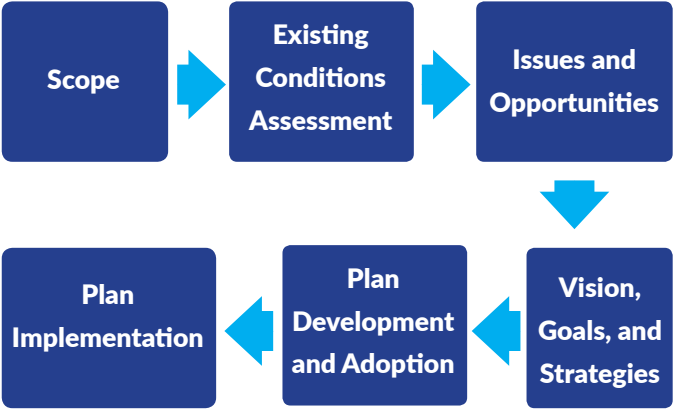 Scope
Existing
Conditions
Assessment
Issues and
Opportunities
Vision,
Goals, and
Strategies
Plan
Development
and Adoption
Plan
Implementation